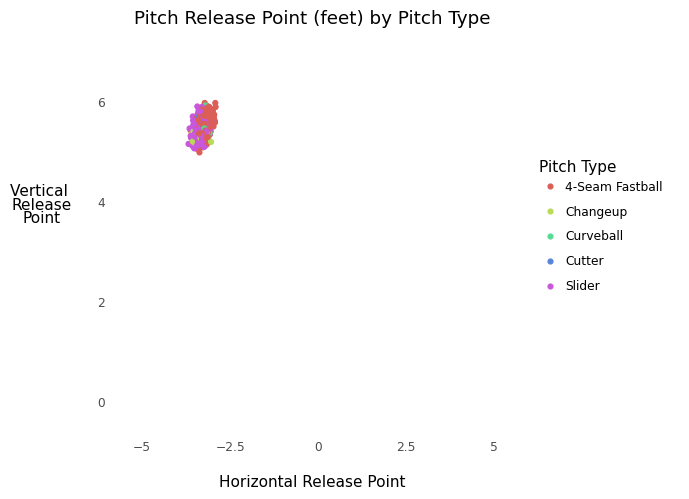 Pitch Release Point (feet) by Pitch Type
6
4
2
0
Vertical
Release
Point
−5
−2.5
0
2.5
5
Horizontal Release Point
Pitch Type
4-Seam Fastball
Changeup
Curveball
Cutter
Slider